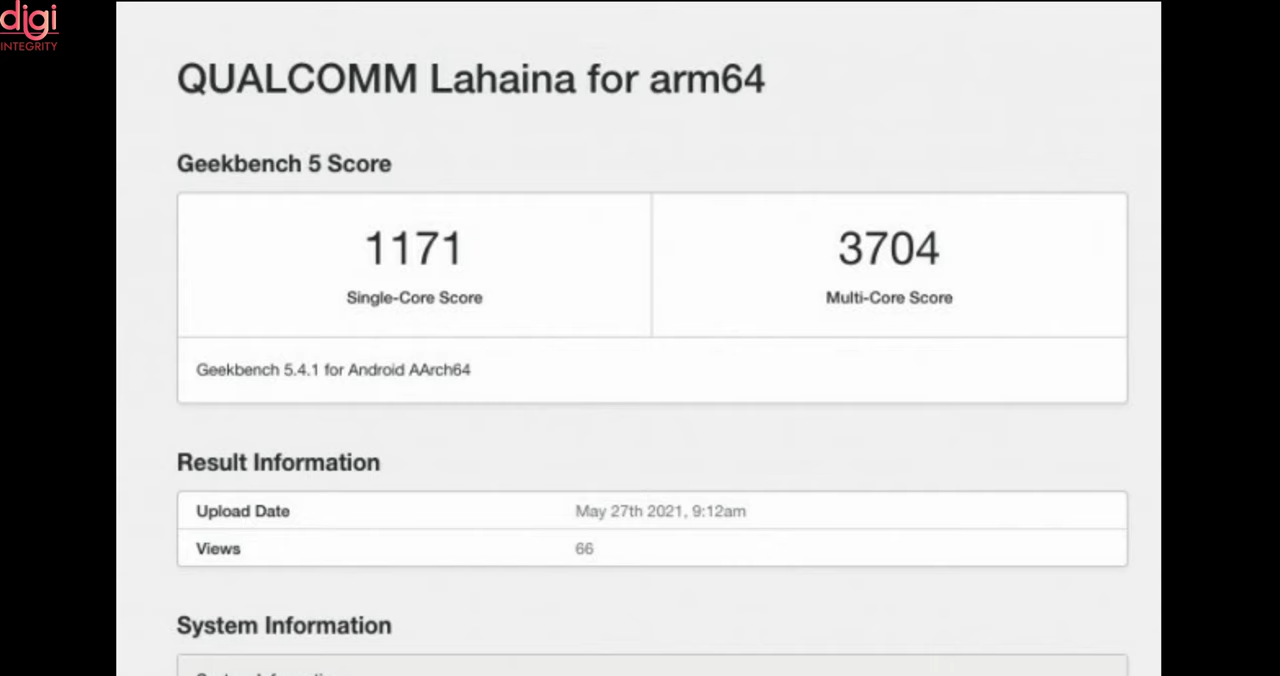 digi
INTEGRITY
QUALCOMM Lahaina for arm64
Geekbench 5 Score
1171
3704
Single-Core Score
Multi-Core Score
Geekbench 5.4.1 for Android AArch64
Result Information
Upload Date
May 27th 2021, 9:12am
Views
66
System Information